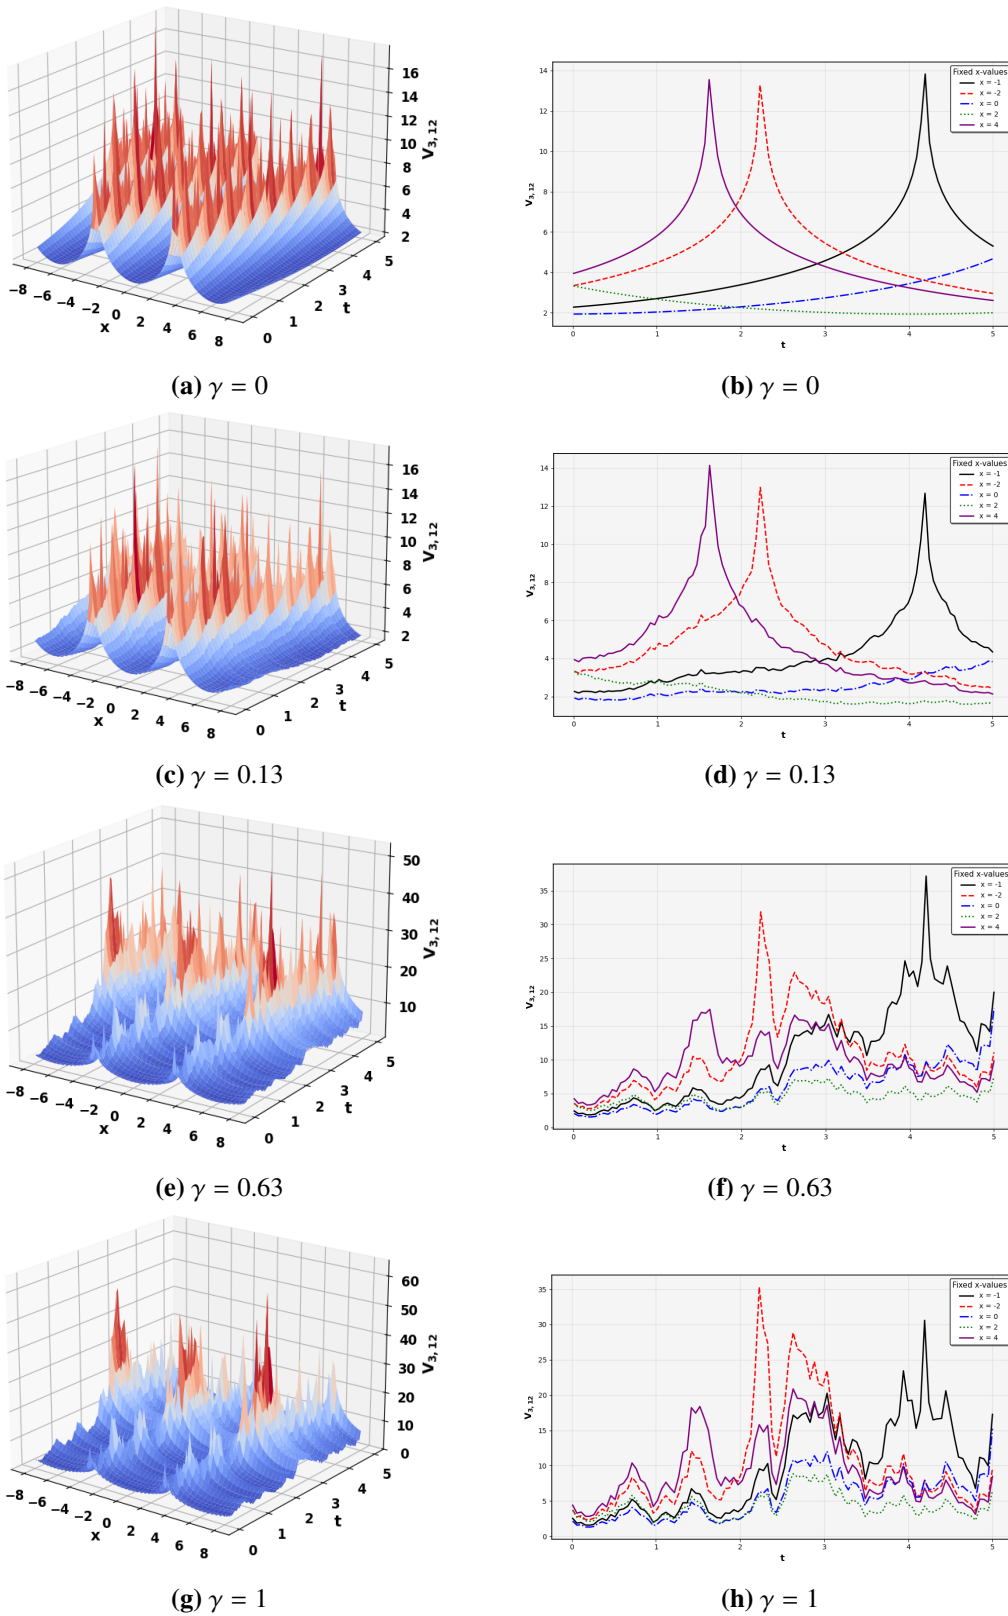 16
14
12
10
8
6
4
2
V3,12
−8 −6 −4 −2 0 2 4 6 8
x
0 1 2 3 4 5
t
(a) γ = 0
14
12
10
8
6
4
2
V3,12
0 1 2 3 4 5
t
Fixed x-values
x = -1
x = -2
x = 0
x = 2
x = 4
(b) γ = 0
16
14
12
10
8
6
4
2
V3,12
−8 −6 −4 −2 0 2 4 6 8
x
0 1 2 3 4 5
t
(c) γ = 0.13
14
12
10
8
6
4
2
V3,12
0 1 2 3 4 5
t
Fixed x-values
x = -1
x = -2
x = 0
x = 2
x = 4
(d) γ = 0.13
50
40
30
20
10
V3,12
−8 −6 −4 −2 0 2 4 6 8
x
0 1 2 3 4 5
t
(e) γ = 0.63
35
30
25
20
15
10
5
0
V3,12
0 1 2 3 4 5
t
Fixed x-values
x = -1
x = -2
x = 0
x = 2
x = 4
(f) γ = 0.63
60
50
40
30
20
10
0
V3,12
−8 −6 −4 −2 0 2 4 6 8
x
0 1 2 3 4 5
t
(g) γ = 1
35
30
25
20
15
10
5
0
V3,12
0 1 2 3 4 5
t
Fixed x-values
x = -1
x = -2
x = 0
x = 2
x = 4
(h) γ = 1